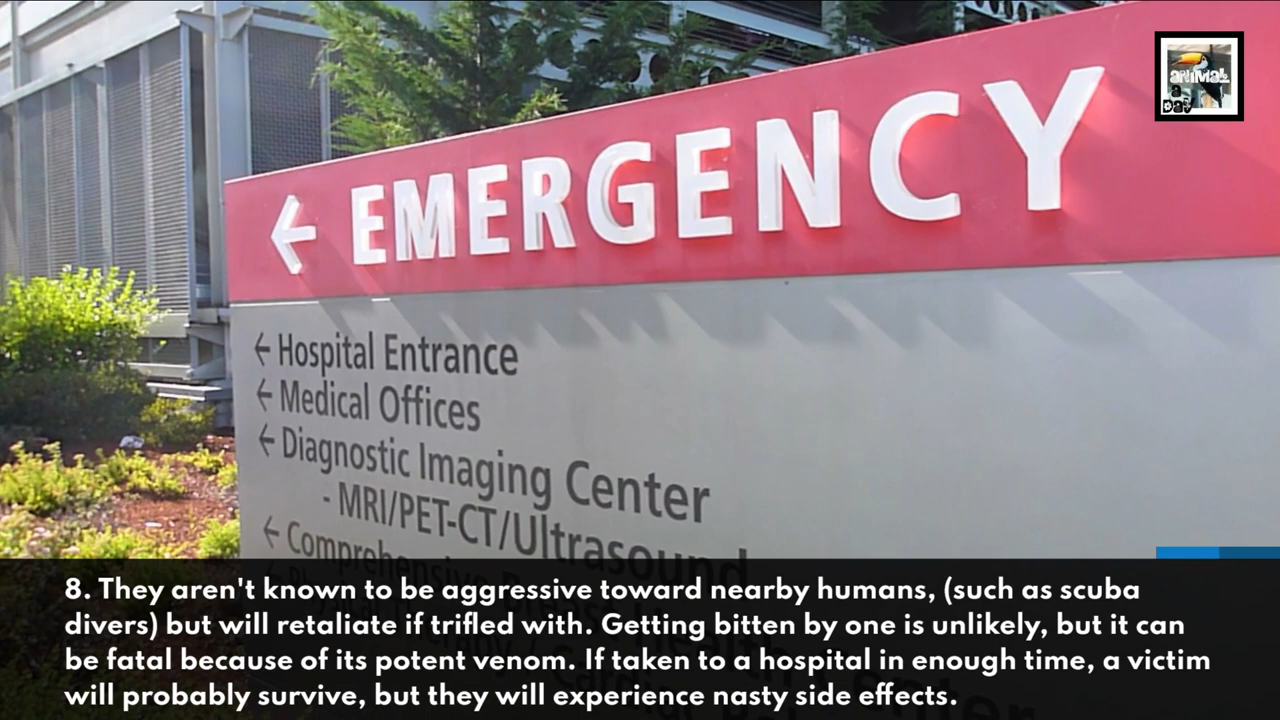 ANIMAL
a
DAY
← EMERGENCY
← Hospital Entrance
← Medical Offices
← Diagnostic Imaging Center
- MRI/PET-CT/Ultrasound
← Comprehensive
8. They aren't known to be aggressive toward nearby humans, (such as scuba
divers) but will retaliate if trifled with. Getting bitten by one is unlikely, but it can
be fatal because of its potent venom. If taken to a hospital in enough time, a victim
will probably survive, but they will experience nasty side effects.